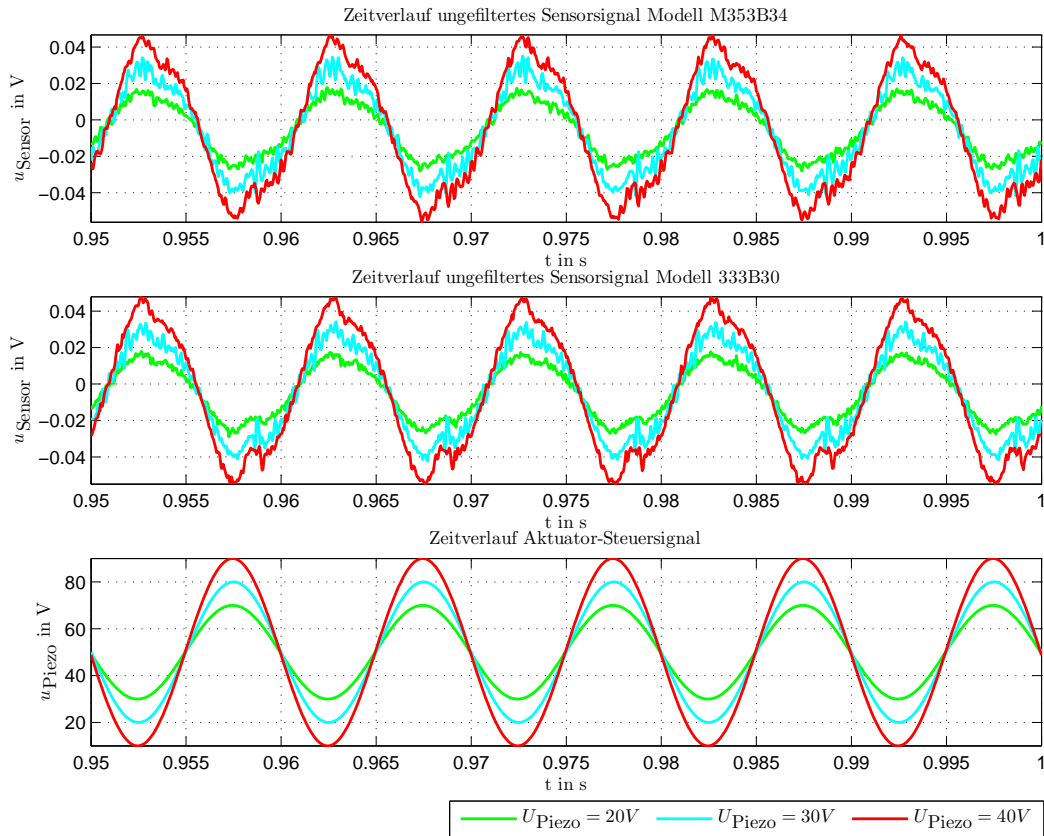 Zeitverlauf ungefiltertes Sensorsignal Modell M353B34
0.04
0.02
0
−0.02
−0.04
u_Sensor in V
0.95 0.955 0.96 0.965 0.97 0.975 0.98 0.985 0.99 0.995 1
t in s
Zeitverlauf ungefiltertes Sensorsignal Modell 333B30
0.04
0.02
0
−0.02
−0.04
u_Sensor in V
0.95 0.955 0.96 0.965 0.97 0.975 0.98 0.985 0.99 0.995 1
t in s
Zeitverlauf Aktuator-Steuersignal
80
60
40
20
u_Piezo in V
0.95 0.955 0.96 0.965 0.97 0.975 0.98 0.985 0.99 0.995 1
t in s
U_Piezo = 20V U_Piezo = 30V U_Piezo = 40V